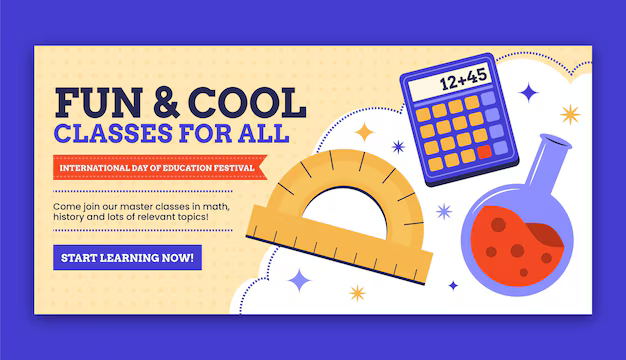 FUN & COOL
CLASSES FOR ALL
INTERNATIONAL DAY OF EDUCATION FESTIVAL
Come join our master classes in math,
history and lots of relevant topics!
START LEARNING NOW!
12+45